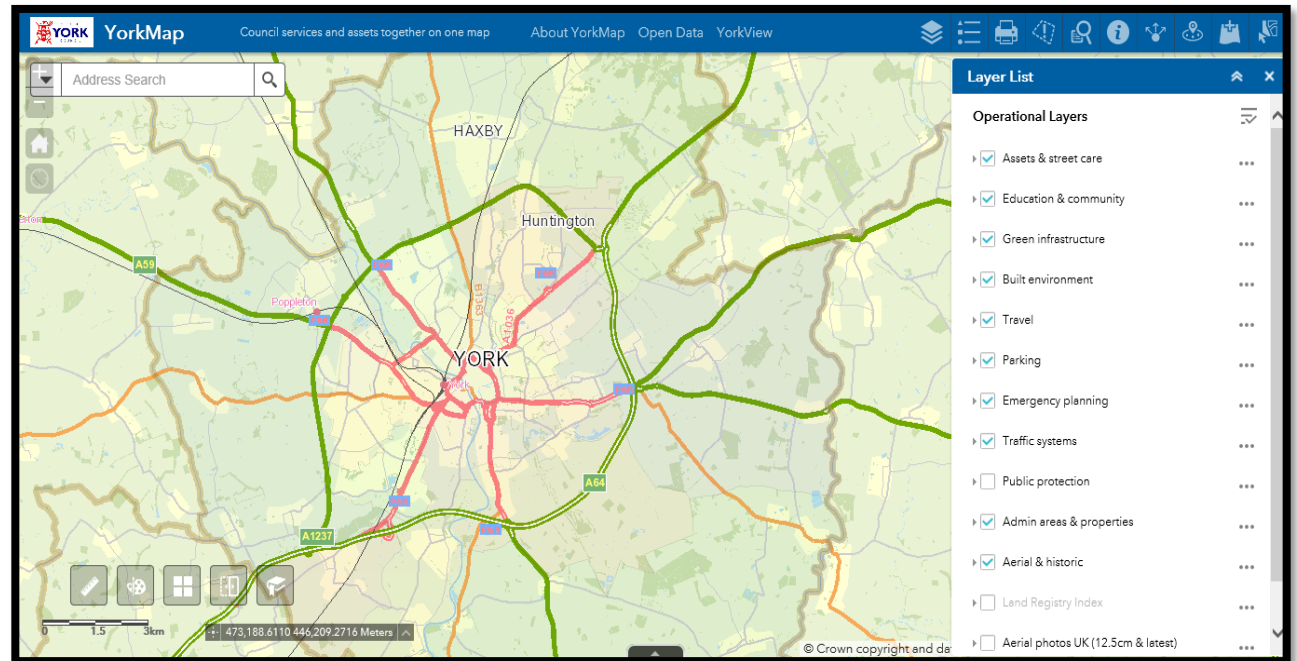 YORK
YorkMap
Council services and assets together on one map
About YorkMap Open Data YorkView
Address Search
Layer List
Operational Layers
Assets & street care
Education & community
Green infrastructure
Built environment
Travel
Parking
Emergency planning
Traffic systems
Public protection
Admin areas & properties
Aerial & historic
Land Registry Index
Aerial photos UK (12.5cm & latest)
HAXBY
Huntington
A59
Poppleton
B1363
A1036
YORK
York
A64
A1237
0 1.5 3km
473,188.6110 446,209.2716 Meters
© Crown copyright and da